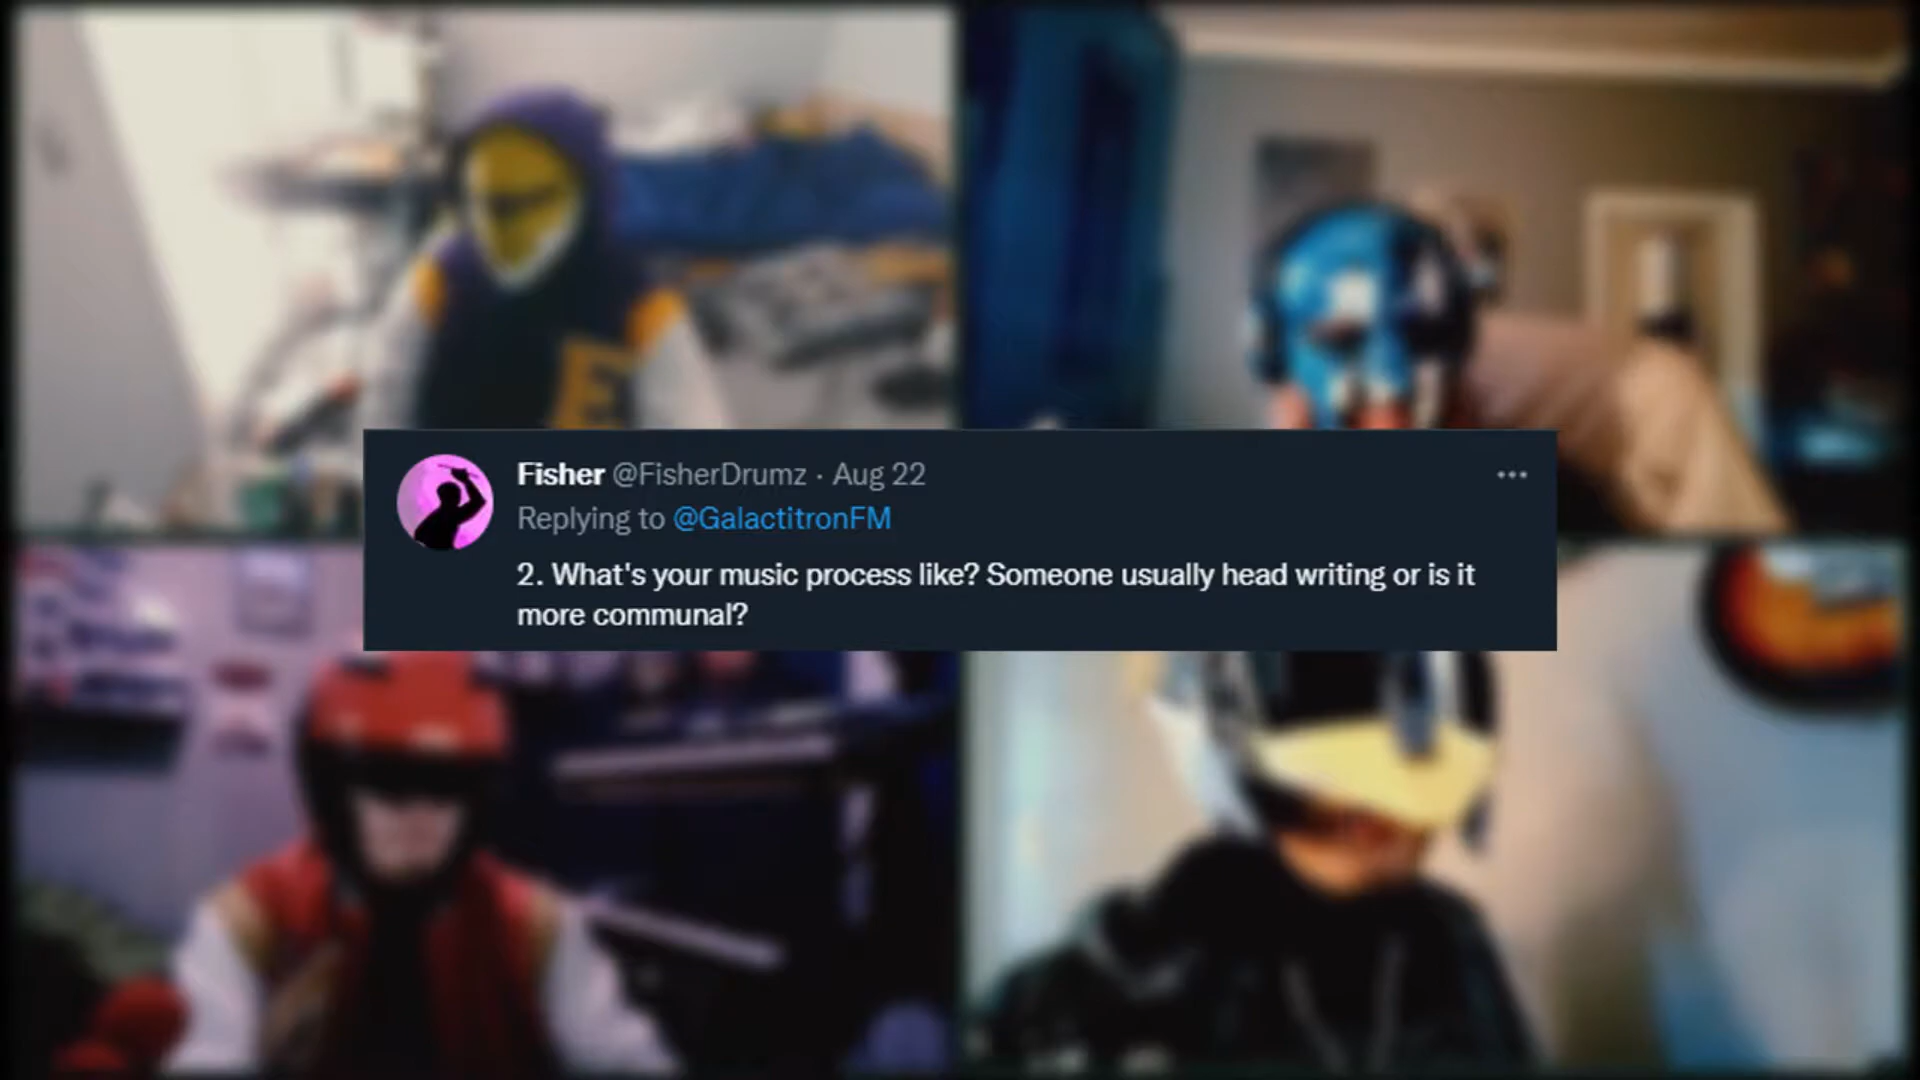 Fisher @FisherDrumz · Aug 22
Replying to @GalactitronFM
2. What's your music process like? Someone usually head writing or is it
more communal?
E